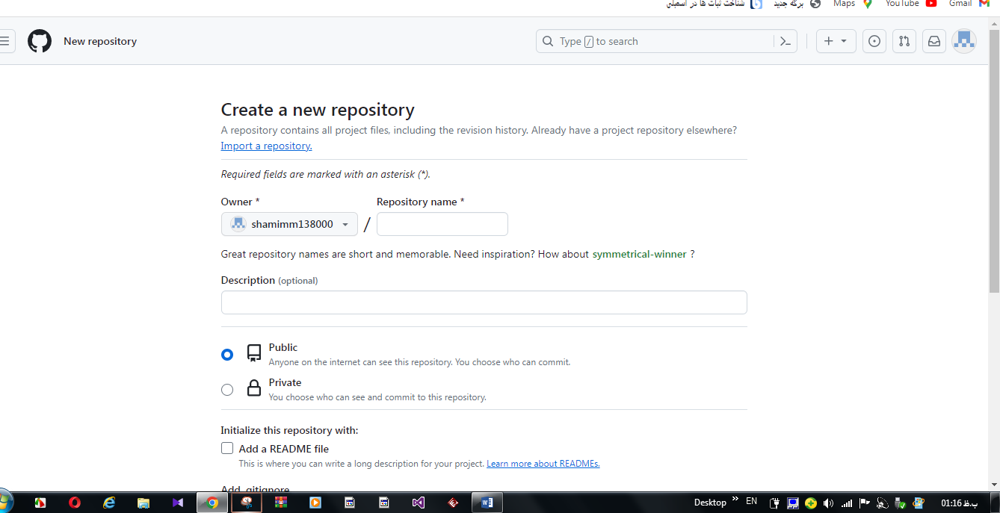 شناخت ثبات ها در اسمبلی برگه جدید Maps YouTube Gmail
New repository
Type / to search
Create a new repository
A repository contains all project files, including the revision history. Already have a project repository elsewhere?
Import a repository.
Required fields are marked with an asterisk (*).
Owner * Repository name *
shamimm138000 /
Great repository names are short and memorable. Need inspiration? How about symmetrical-winner ?
Description (optional)
Public
Anyone on the internet can see this repository. You choose who can commit.
Private
You choose who can see and commit to this repository.
Initialize this repository with:
Add a README file
This is where you can write a long description for your project. Learn more about READMEs.
Add .gitignore
Desktop » EN 01:16 ب.ظ